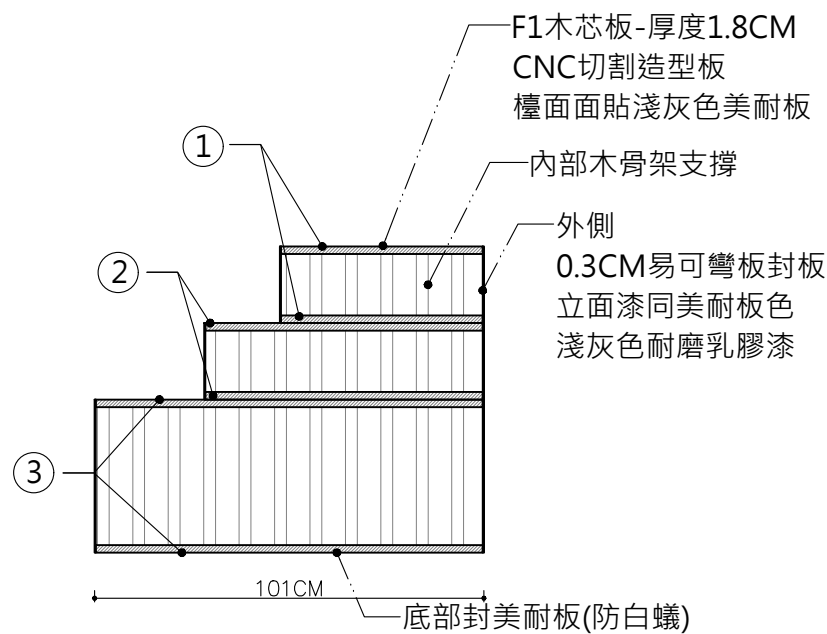 F1木芯板-厚度1.8CM
CNC切割造型板
檯面面貼淺灰色美耐板
1
內部木骨架支撐
外側
0.3CM易可彎板封板
立面漆同美耐板色
淺灰色耐磨乳膠漆
2
3
101CM
底部封美耐板(防白蟻)